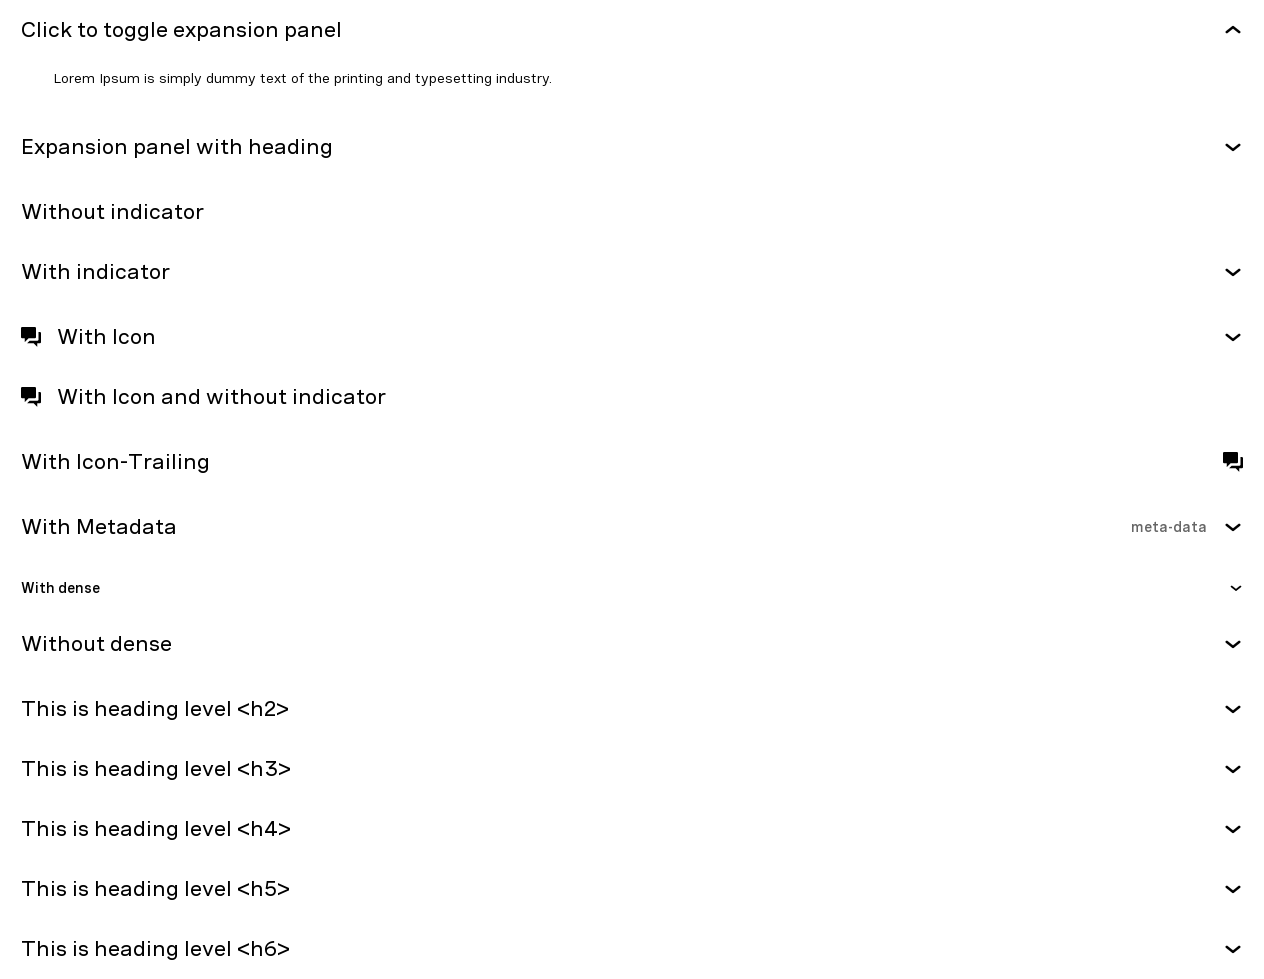 Click to toggle expansion panel
Lorem Ipsum is simply dummy text of the printing and typesetting industry.
Expansion panel with heading
Without indicator
With indicator
With Icon
With Icon and without indicator
With Icon-Trailing
With Metadata meta-data
With dense
Without dense
This is heading level <h2>
This is heading level <h3>
This is heading level <h4>
This is heading level <h5>
This is heading level <h6>